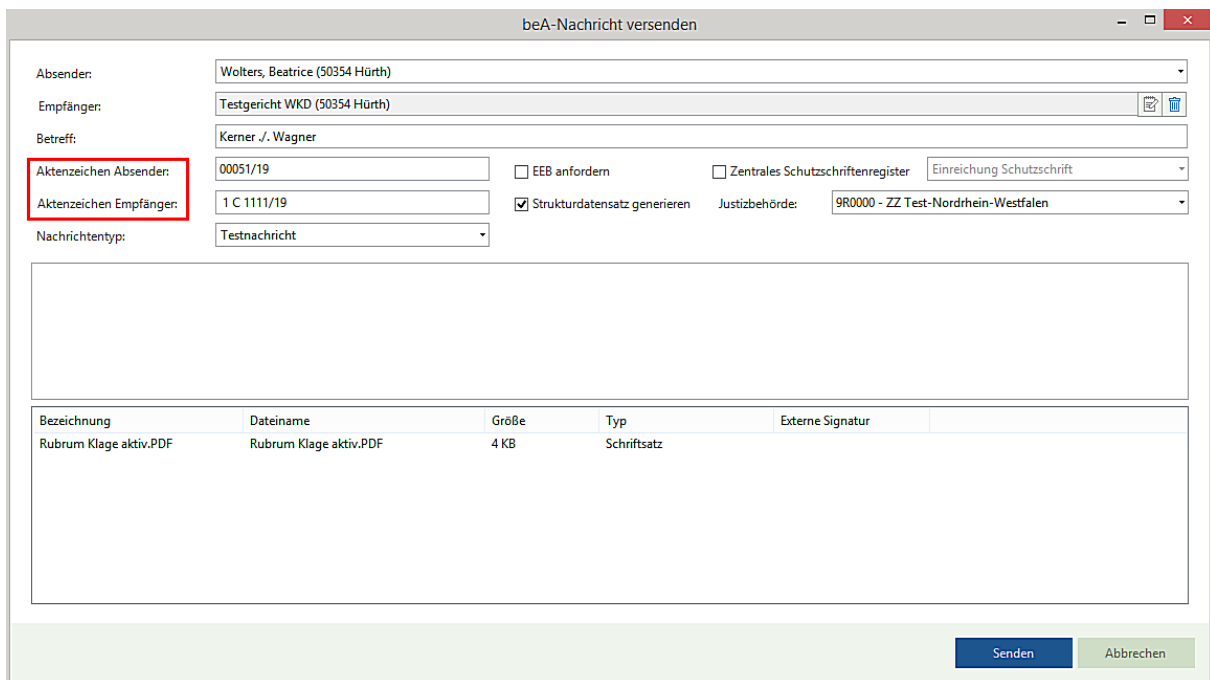 beA-Nachricht versenden
Absender: Wolters, Beatrice (50354 Hürth)
Empfänger: Testgericht WKD (50354 Hürth)
Betreff: Kerner ./. Wagner
Aktenzeichen Absender: 00051/19 EEB anfordern Zentrales Schutzschriftenregister Einreichung Schutzschrift
Aktenzeichen Empfänger: 1 C 1111/19 Strukturdatensatz generieren Justizbehörde: 9R0000 - ZZ Test-Nordrhein-Westfalen
Nachrichtentyp: Testnachricht
Bezeichnung Dateiname Größe Typ Externe Signatur
Rubrum Klage aktiv.PDF Rubrum Klage aktiv.PDF 4 KB Schriftsatz
Senden Abbrechen